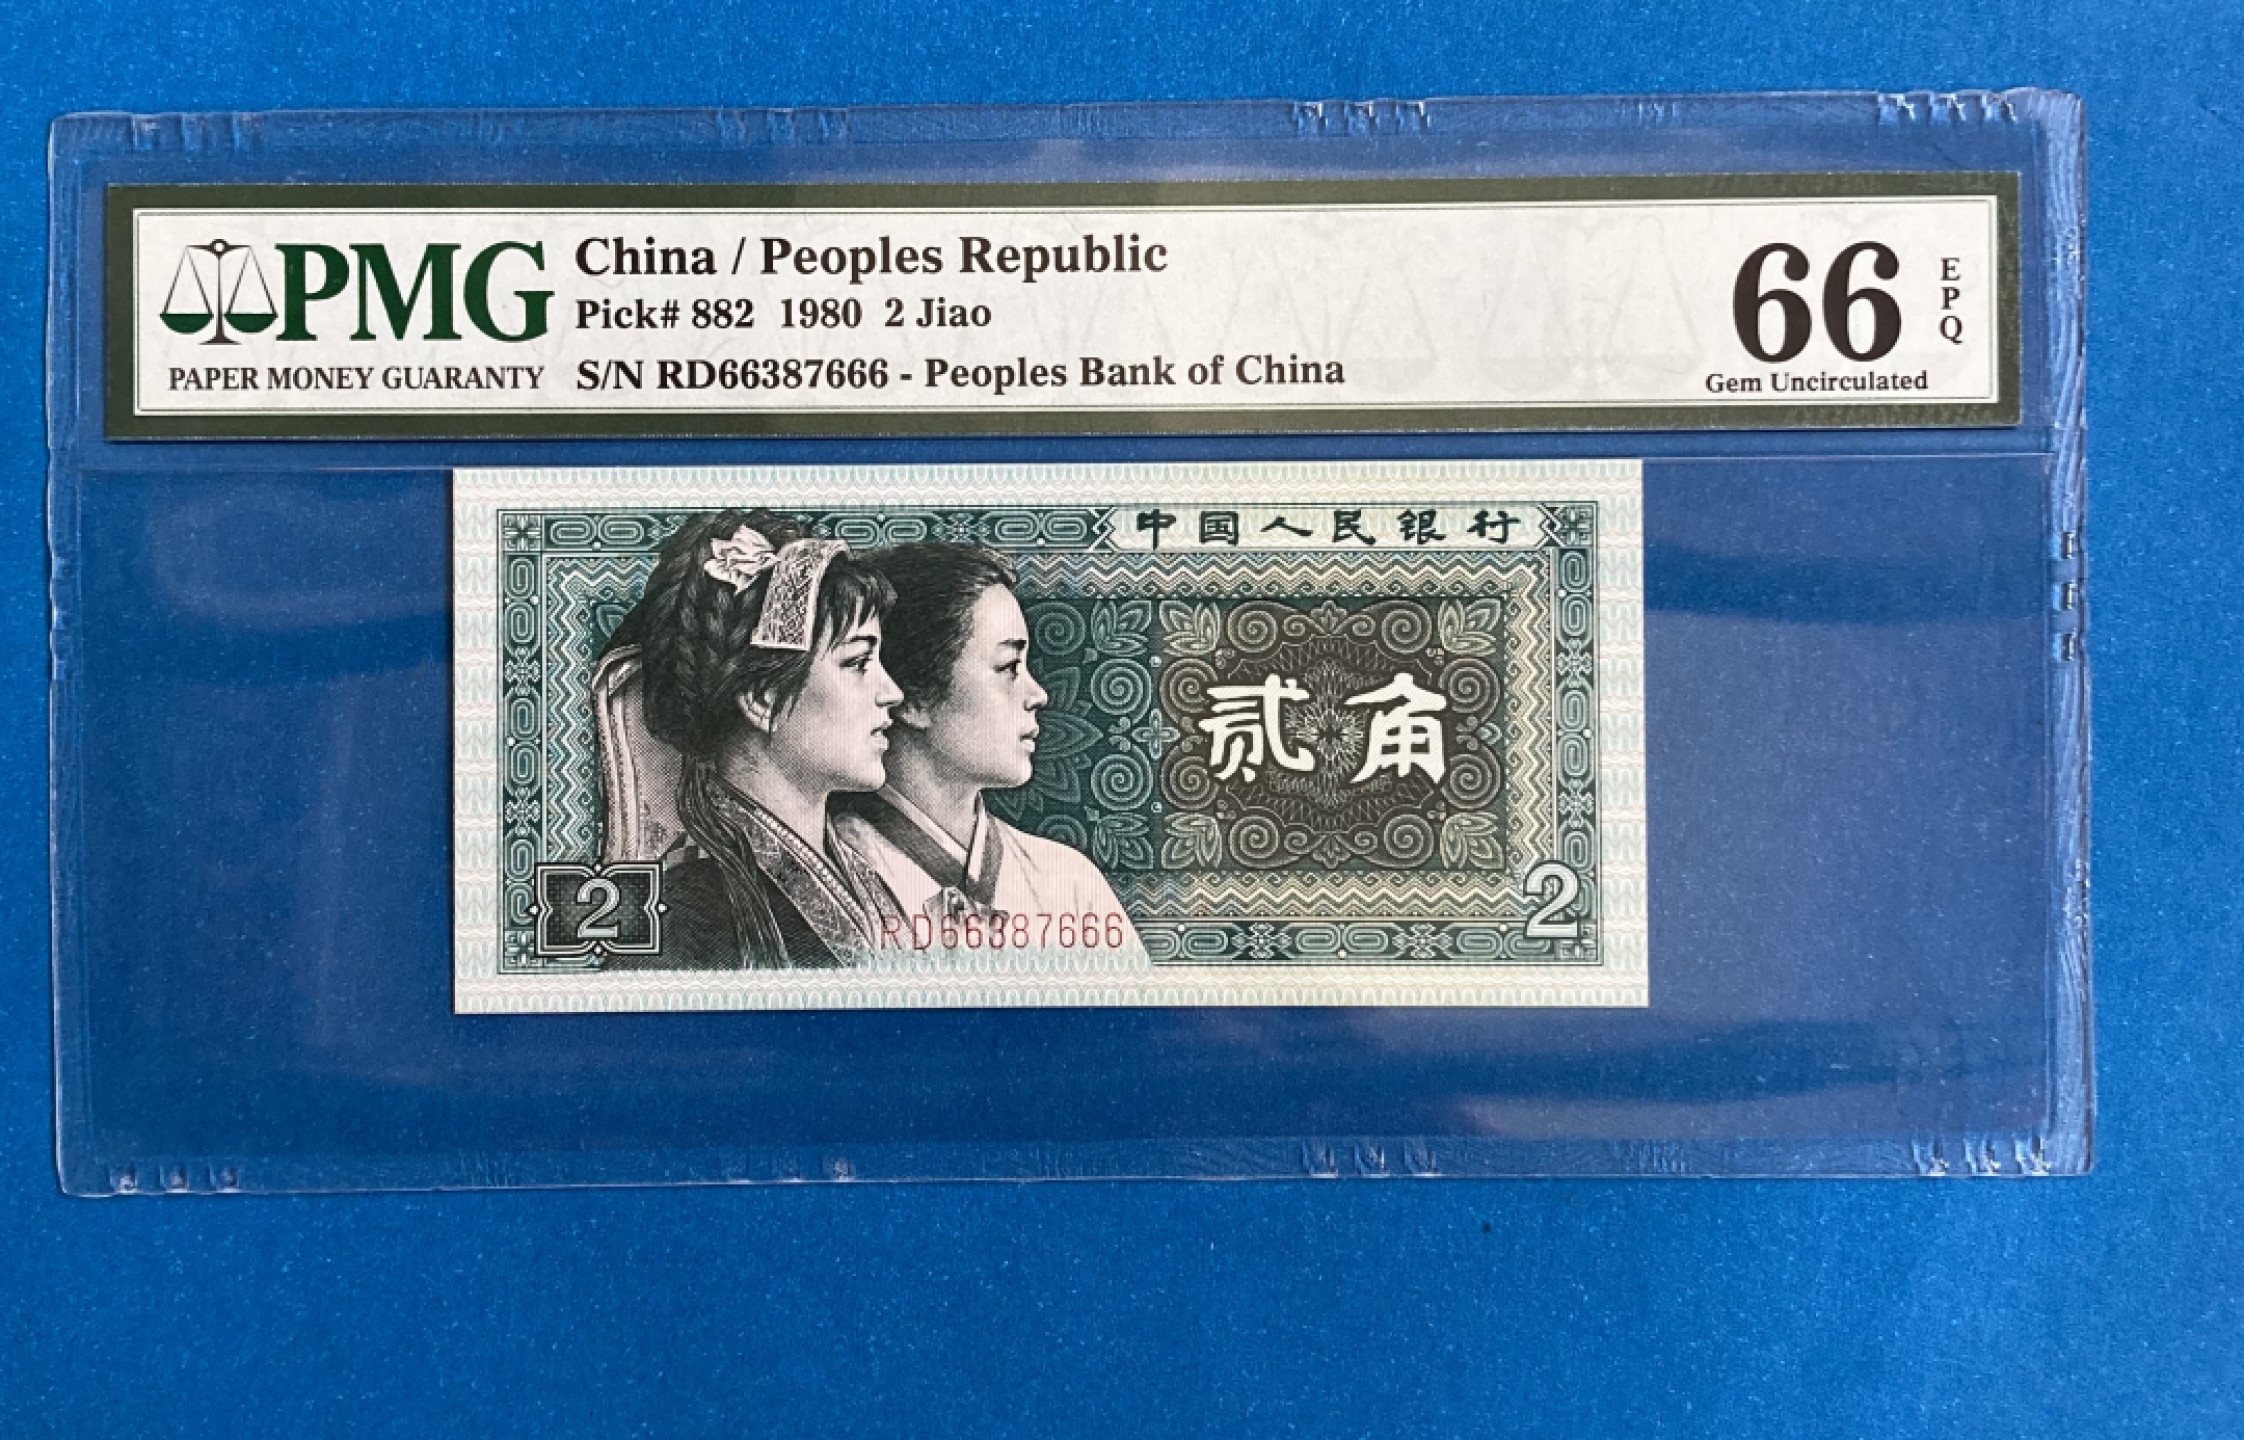 PMG
PAPER MONEY GUARANTY
China / Peoples Republic
Pick# 882 1980 2 Jiao
S/N RD66387666 - Peoples Bank of China
66
EPQ
Gem Uncirculated
中国人民银行
贰角
2
RD66387666
2